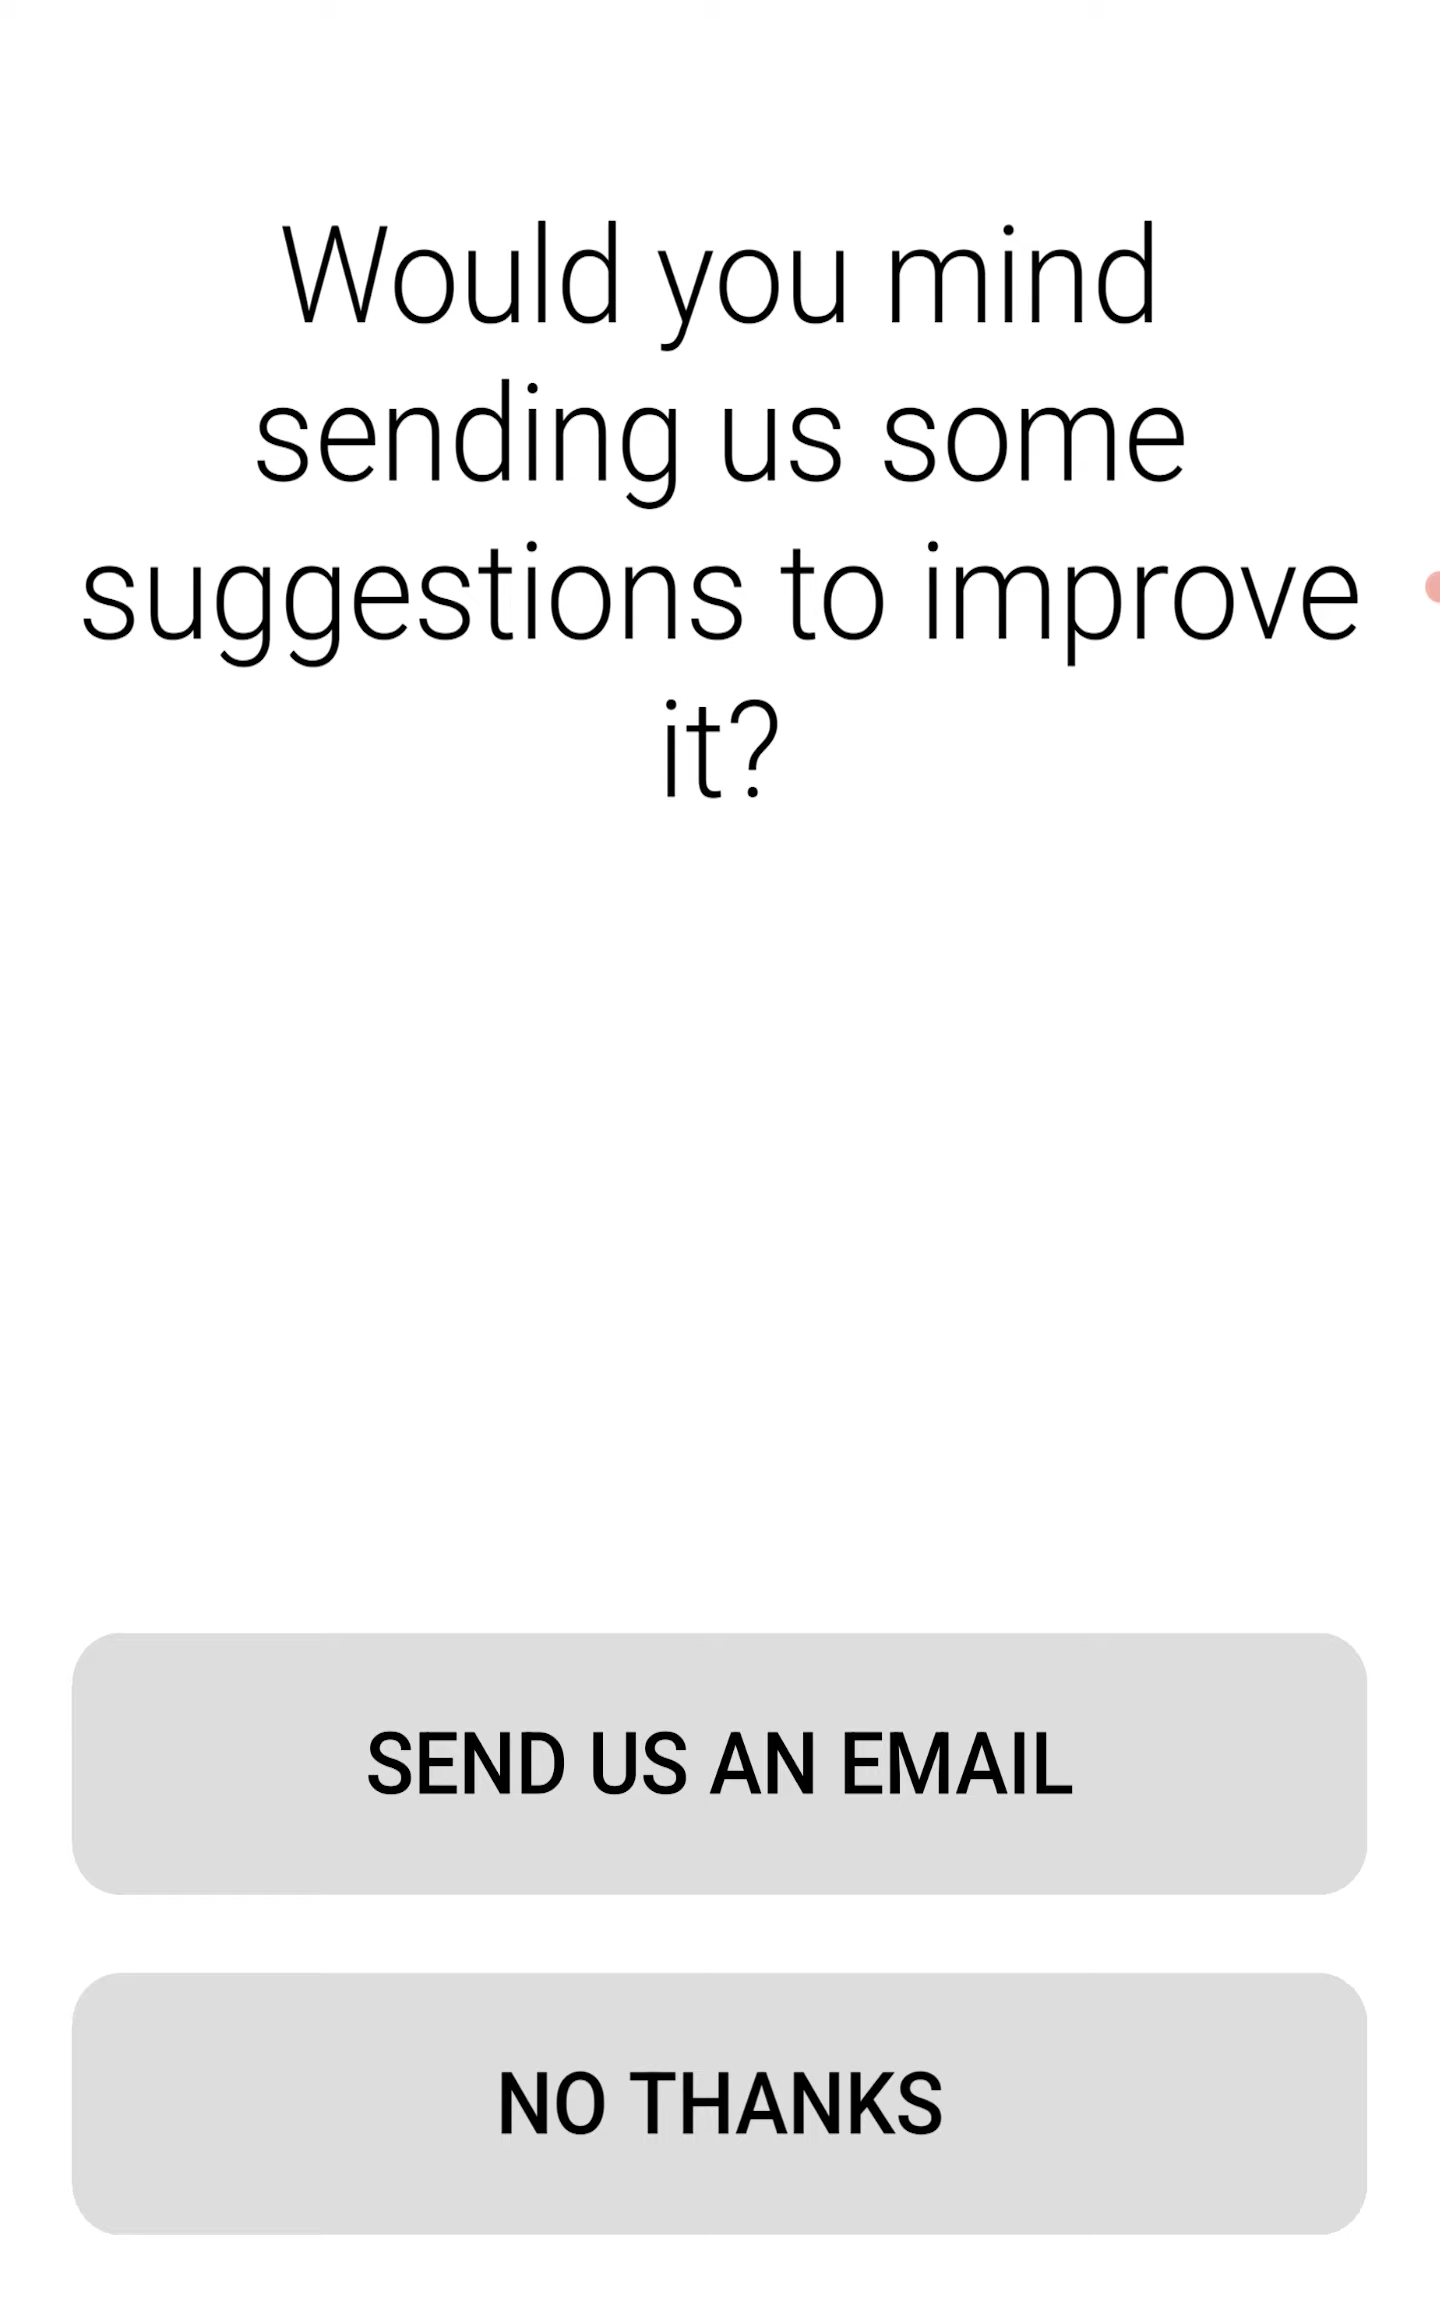 Would you mind
sending us some
suggestions to improve
it?
SEND US AN EMAIL
NO THANKS